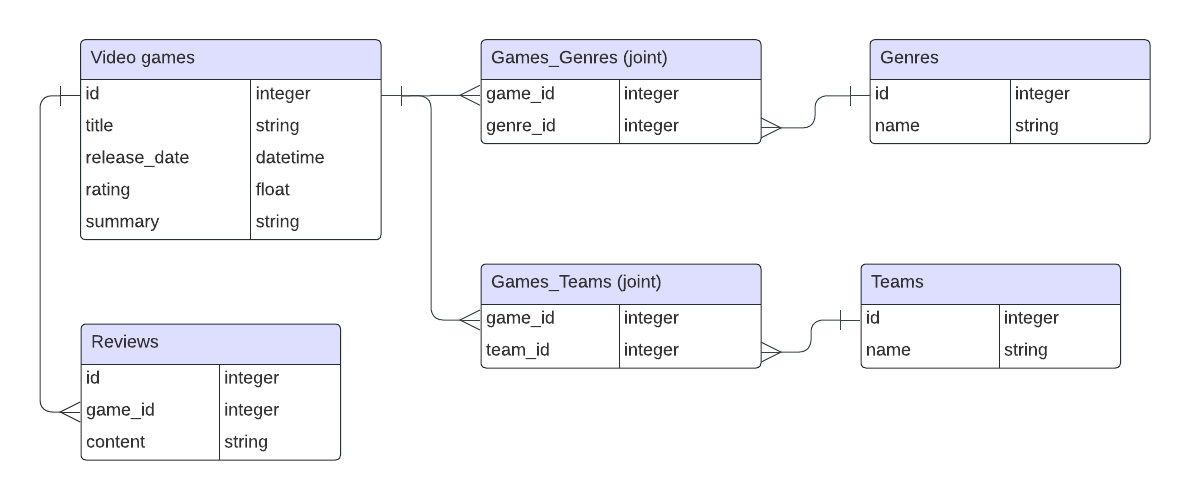 Video games
id integer
title string
release_date datetime
rating float
summary string
Games_Genres (joint)
game_id integer
genre_id integer
Genres
id integer
name string
Games_Teams (joint)
game_id integer
team_id integer
Teams
id integer
name string
Reviews
id integer
game_id integer
content string